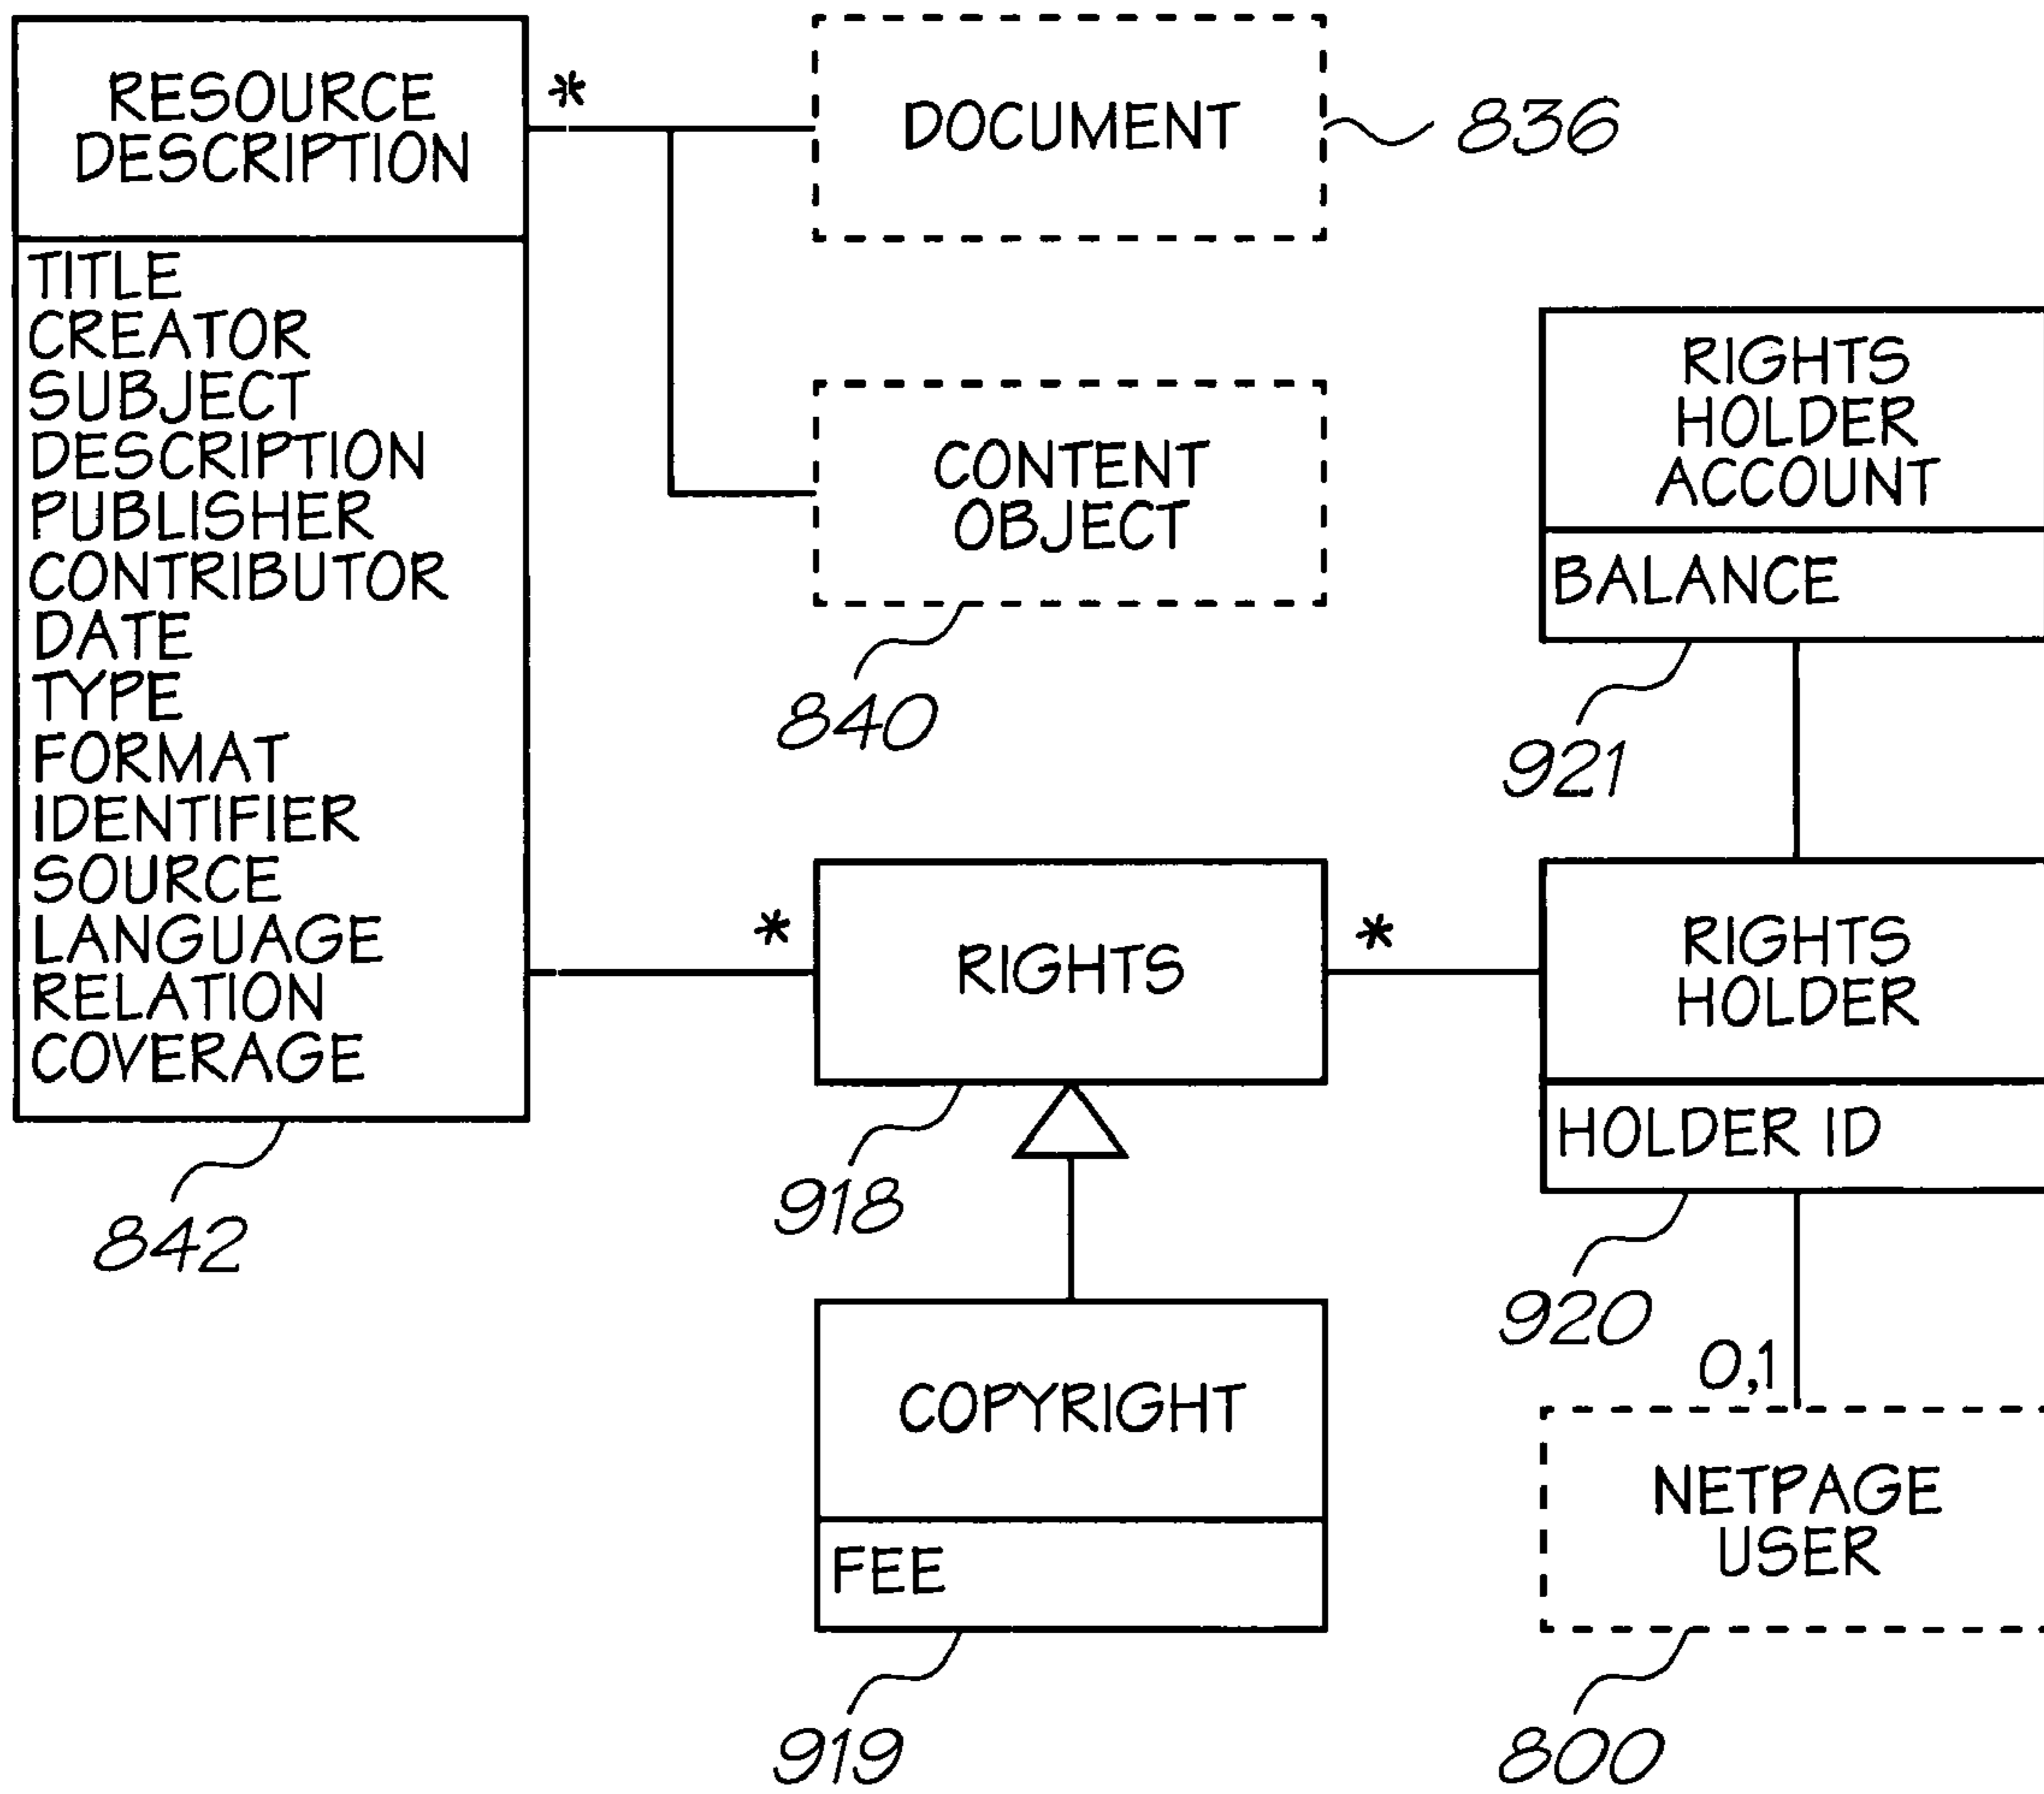 RESOURCE
DESCRIPTION
*
TITLE
CREATOR
SUBJECT
DESCRIPTION
PUBLISHER
CONTRIBUTOR
DATE
TYPE
FORMAT
IDENTIFIER
SOURCE
LANGUAGE
RELATION
COVERAGE
842
DOCUMENT
836
CONTENT
OBJECT
840
RIGHTS
HOLDER
ACCOUNT
BALANCE
921
*
RIGHTS
*
918
RIGHTS
HOLDER
HOLDER ID
920
COPYRIGHT
FEE
919
0,1
NETPAGE
USER
800